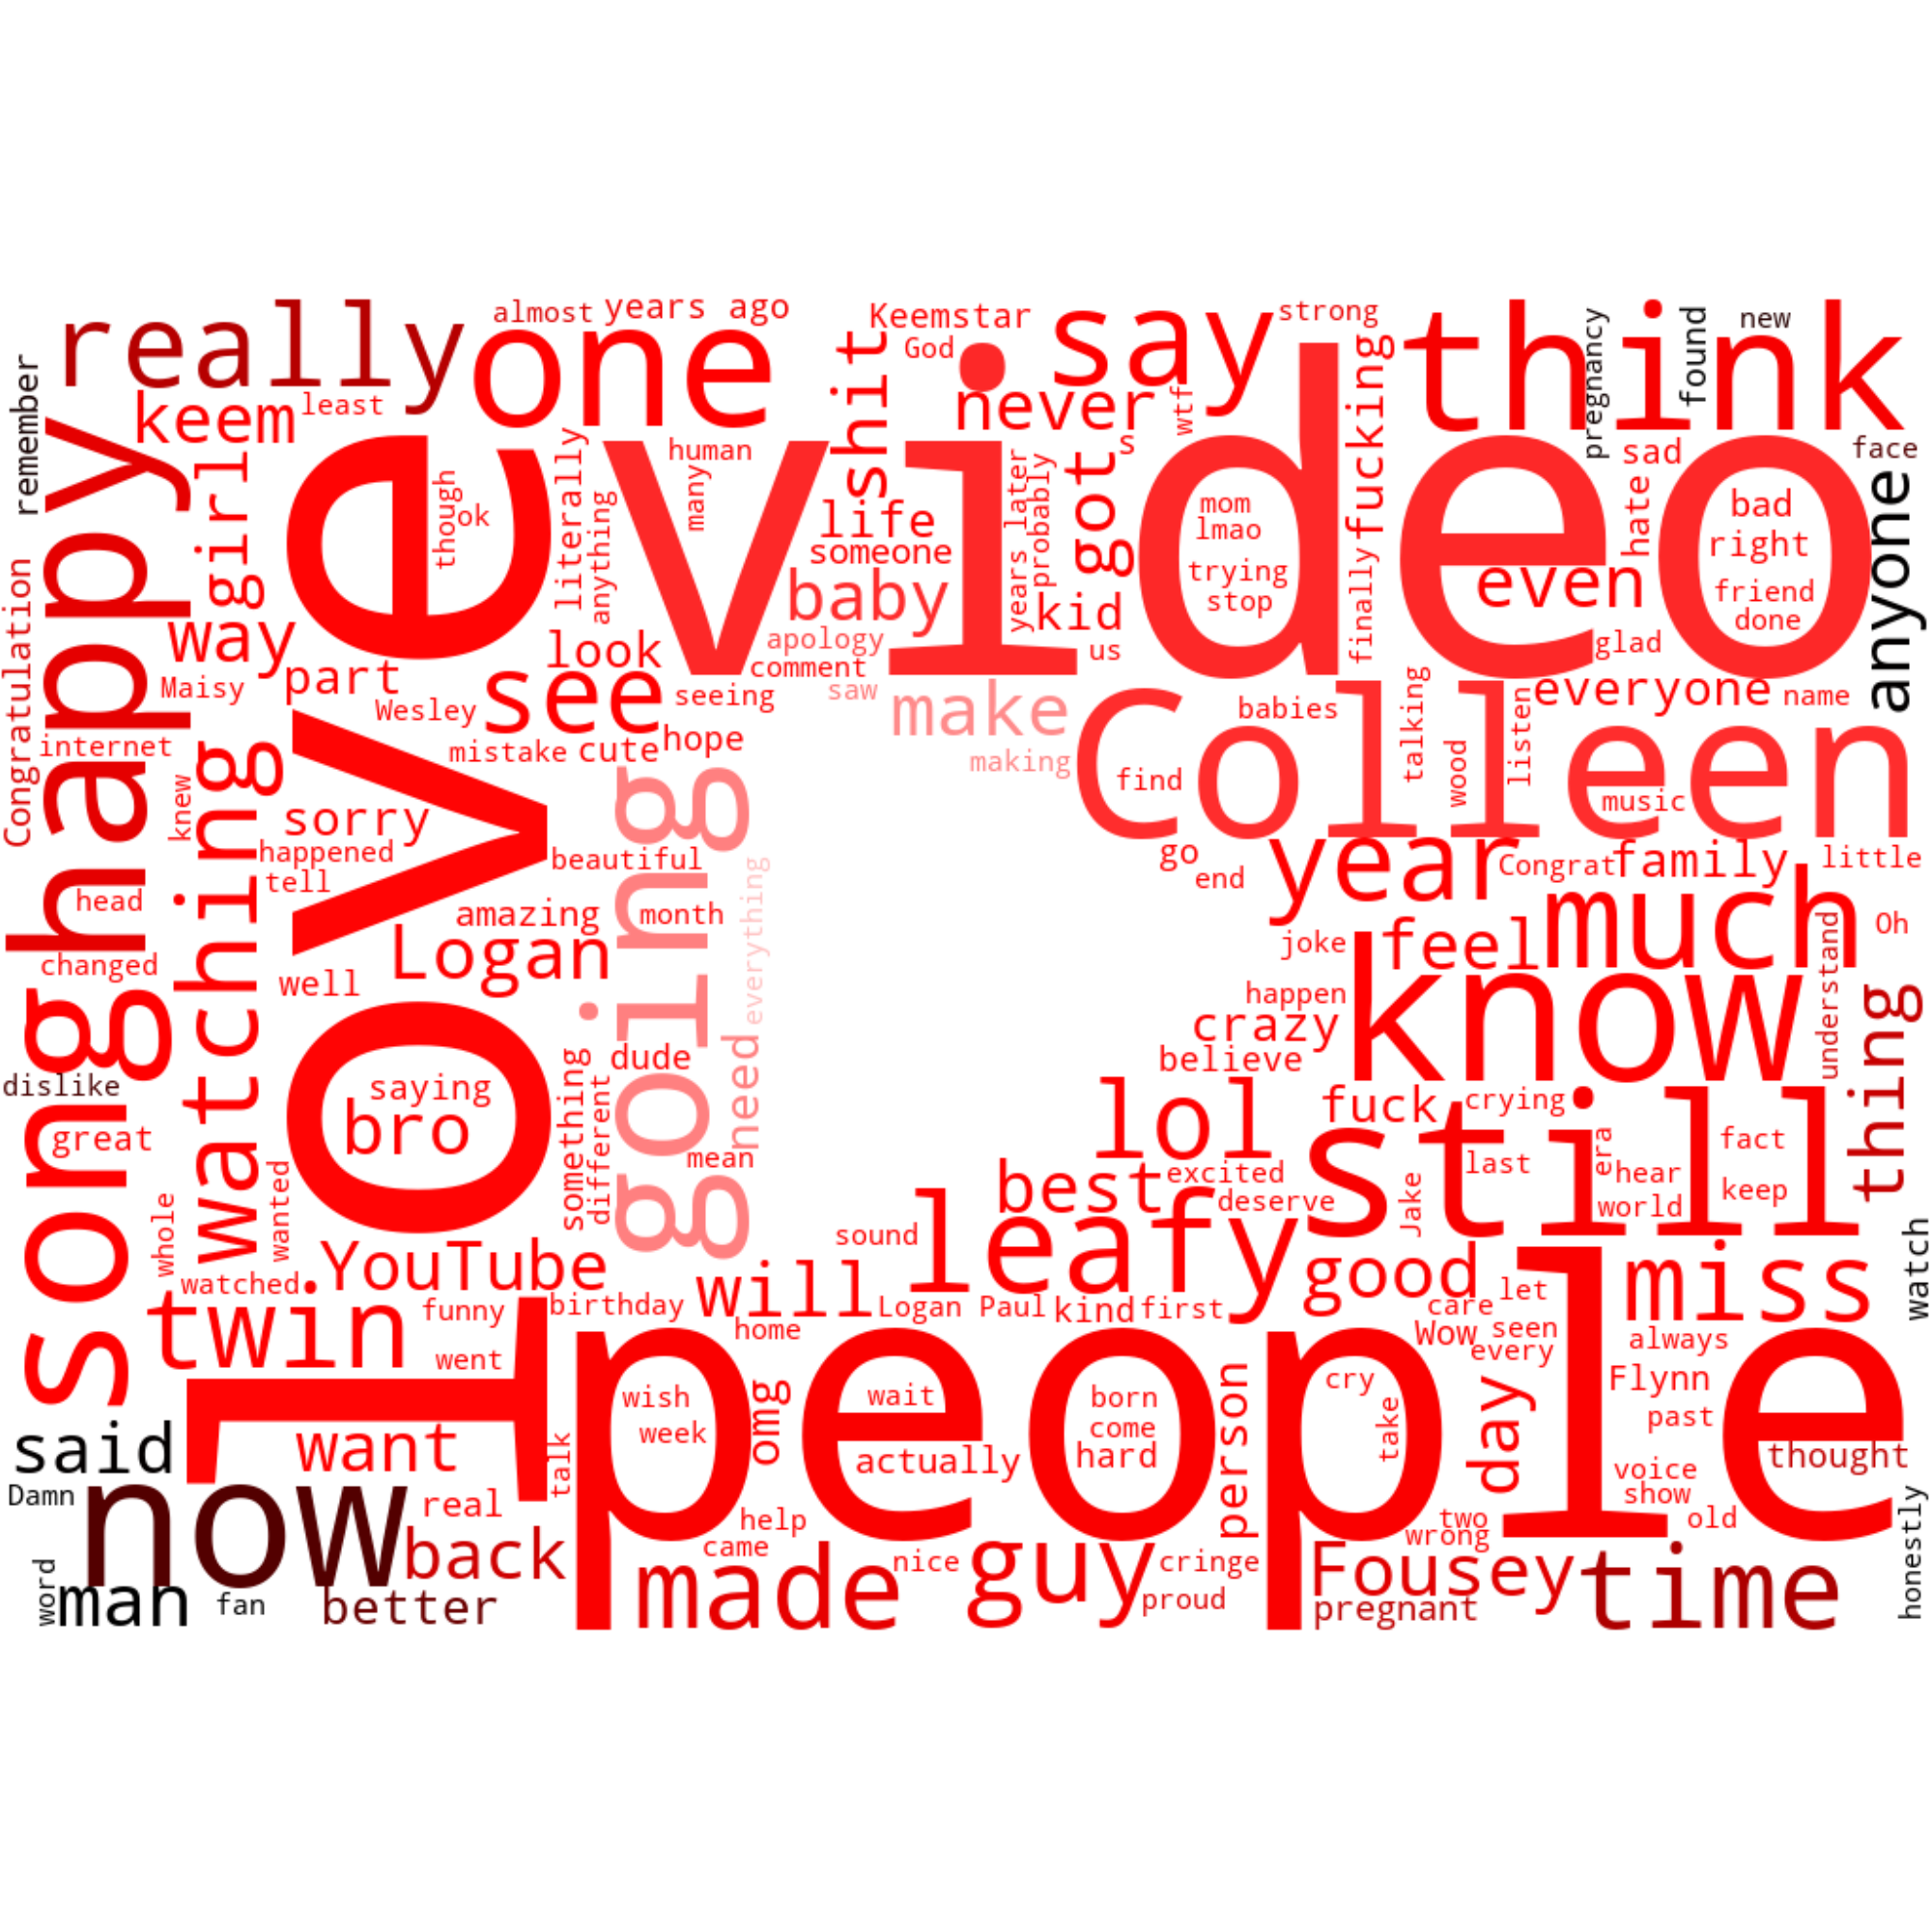 really
one
almost
years ago
Keemstar
God
say
strong
think
pregnancy
found
new
remember
keem
least
shit
never
wtf
fucking
happy
girl
love
though
ok
literally
anything
human
many
video
life
someone
baby
apology
comment
years later
probably
got
s
kid
us
mom
lmao
trying
stop
finally
even
hate
sad
glad
bad
right
friend
done
face
anyone
Congratulation
way
part
Maisy
Wesley
look
see
seeing
saw
make
making
Colleen
babies
find
talking
wood
listen
everyone
name
music
internet
mistake
cute
hope
watching
knew
sorry
happened
tell
beautiful
going
everything
month
amazing
Logan
well
head
changed
song
go
end
year
Congrat
family
little
much
Oh
joke
feel
know
understand
happen
crazy
believe
thing
dislike
great
saying
bro
something
different
dude
need
mean
lol
fuck
crying
still
era
hear
world
fact
keep
last
Jake
best
excited
deserve
leafy
sound
whole
wanted
watched
YouTube
twin
funny
went
birthday
will
home
Logan Paul
kind
first
good
care
let
miss
watch
Wow
seen
every
always
Flynn
past
people
wish
week
omg
wait
actually
born
come
hard
person
cry
take
day
thought
voice
show
old
two
wrong
said
Damn
want
talk
now
real
back
word
man
fan
better
help
came
made
nice
guy
cringe
proud
Fousey
pregnant
time
honestly